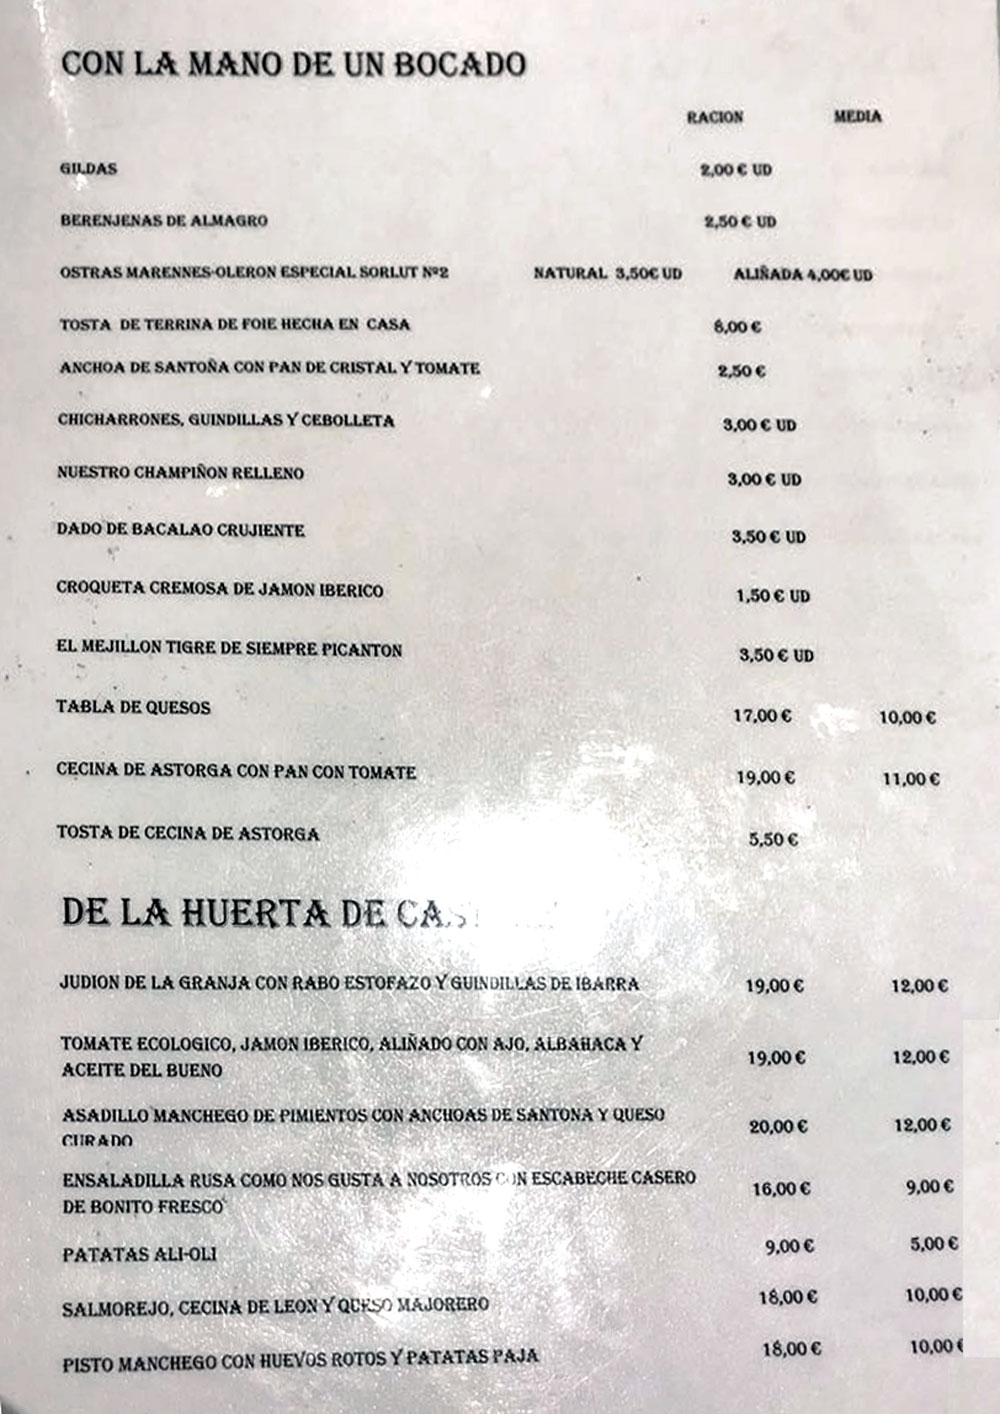 CON LA MANO DE UN BOCADO
RACION MEDIA
GILDAS 2,00 € UD
BERENJENAS DE ALMAGRO 2,50 € UD
OSTRAS MARENNES-OLERON ESPECIAL SORLUT Nº2 NATURAL 3,50€ UD ALIÑADA 4,00€ UD
TOSTA DE TERRINA DE FOIE HECHA EN CASA 8,00 €
ANCHOA DE SANTOÑA CON PAN DE CRISTAL Y TOMATE 2,50 €
CHICHARRONES, GUINDILLAS Y CEBOLLETA 3,00 € UD
NUESTRO CHAMPIÑON RELLENO 3,00 € UD
DADO DE BACALAO CRUJIENTE 3,50 € UD
CROQUETA CREMOSA DE JAMON IBERICO 1,50 € UD
EL MEJILLON TIGRE DE SIEMPRE PICANTON 3,50 € UD
TABLA DE QUESOS 17,00 € 10,00 €
CECINA DE ASTORGA CON PAN CON TOMATE 19,00 € 11,00 €
TOSTA DE CECINA DE ASTORGA 5,50 €
DE LA HUERTA DE
JUDION DE LA GRANJA CON RABO ESTOFAZO Y GUINDILLAS DE IBARRA 19,00 € 12,00 €
TOMATE ECOLOGICO, JAMON IBERICO, ALIÑADO CON AJO, ALBAHACA Y
ACEITE DEL BUENO 19,00 € 12,00 €
ASADILLO MANCHEGO DE PIMIENTOS CON ANCHOAS DE SANTONA Y QUESO
CURADO 20,00 € 12,00 €
ENSALADILLA RUSA COMO NOS GUSTA A NOSOTROS CON ESCABECHE CASERO
DE BONITO FRESCO 16,00 € 9,00 €
PATATAS ALI-OLI 9,00 € 5,00 €
SALMOREJO, CECINA DE LEON Y QUESO MAJORERO 18,00 € 10,00 €
PISTO MANCHEGO CON HUEVOS ROTOS Y PATATAS PAJA 18,00 € 10,00 €